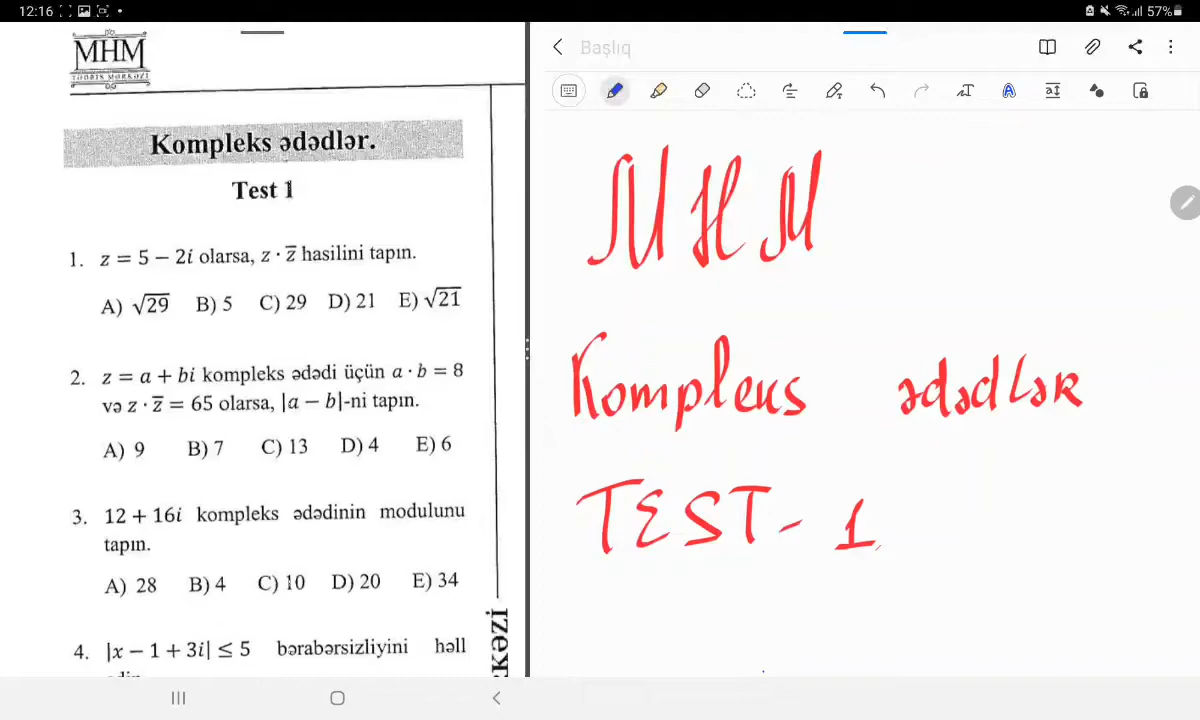 12:16
57%
MHM
TƏDRİS MƏRKƏZİ
Kompleks ədədlər.
Test 1
1. z = 5 − 2i olarsa, z · z̅ hasilini tapın.
A) √29 B) 5 C) 29 D) 21 E) √21
2. z = a + bi kompleks ədədi üçün a · b = 8
və z · z̅ = 65 olarsa, |a − b|-ni tapın.
A) 9 B) 7 C) 13 D) 4 E) 6
3. 12 + 16i kompleks ədədinin modulunu
tapın.
A) 28 B) 4 C) 10 D) 20 E) 34
4. |x − 1 + 3i| ≤ 5 bərabərsizliyini həll
Başlıq
MHM
Kompleks ədədlər
TEST - 1